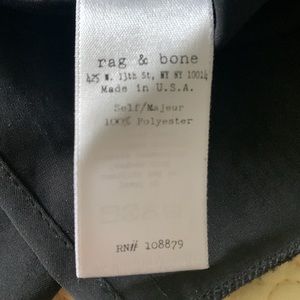 rag & bone
425 W. 13th St, NY NY 10014
Made in U.S.A.
Self/Majeur
100% Polyester
RN# 108879